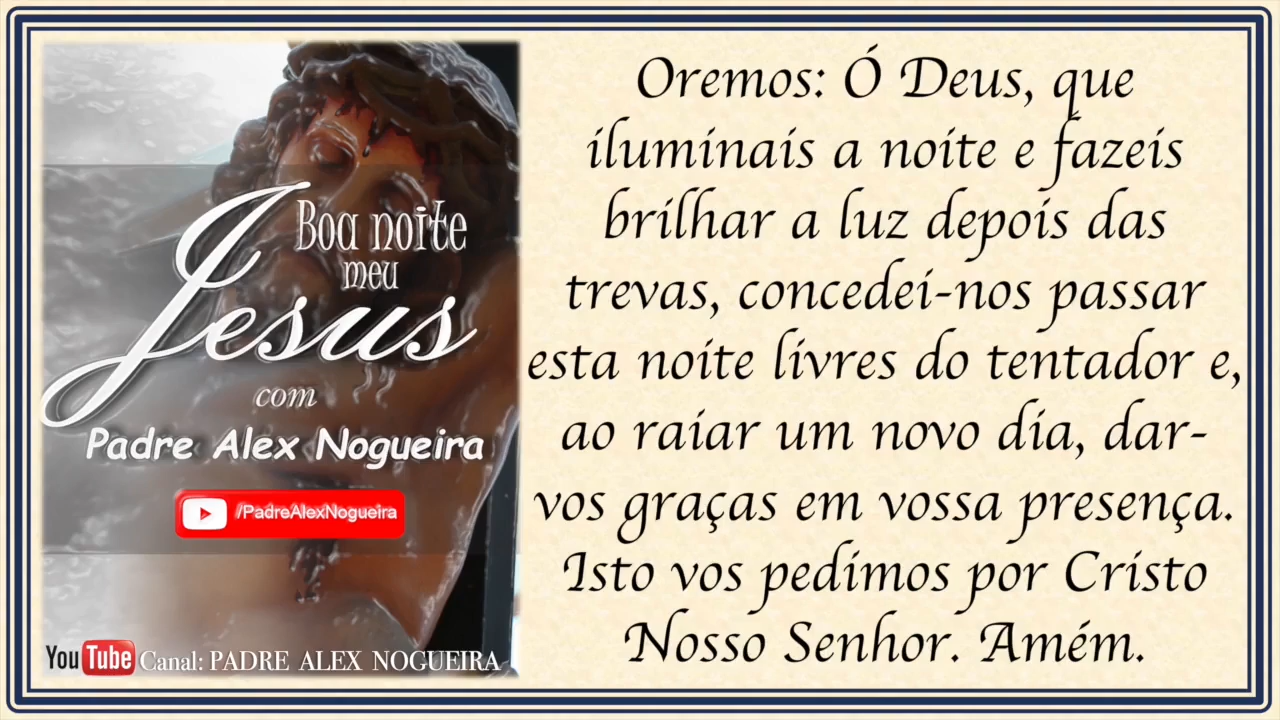 Boa noite
meu
Jesus
com
Padre Alex Nogueira
/PadreAlexNogueira
YouTube Canal: PADRE ALEX NOGUEIRA
Oremos: Ó Deus, que
iluminais a noite e fazeis
brilhar a luz depois das
trevas, concedei-nos passar
esta noite livres do tentador e,
ao raiar um novo dia, dar-
vos graças em vossa presença.
Isto vos pedimos por Cristo
Nosso Senhor. Amém.